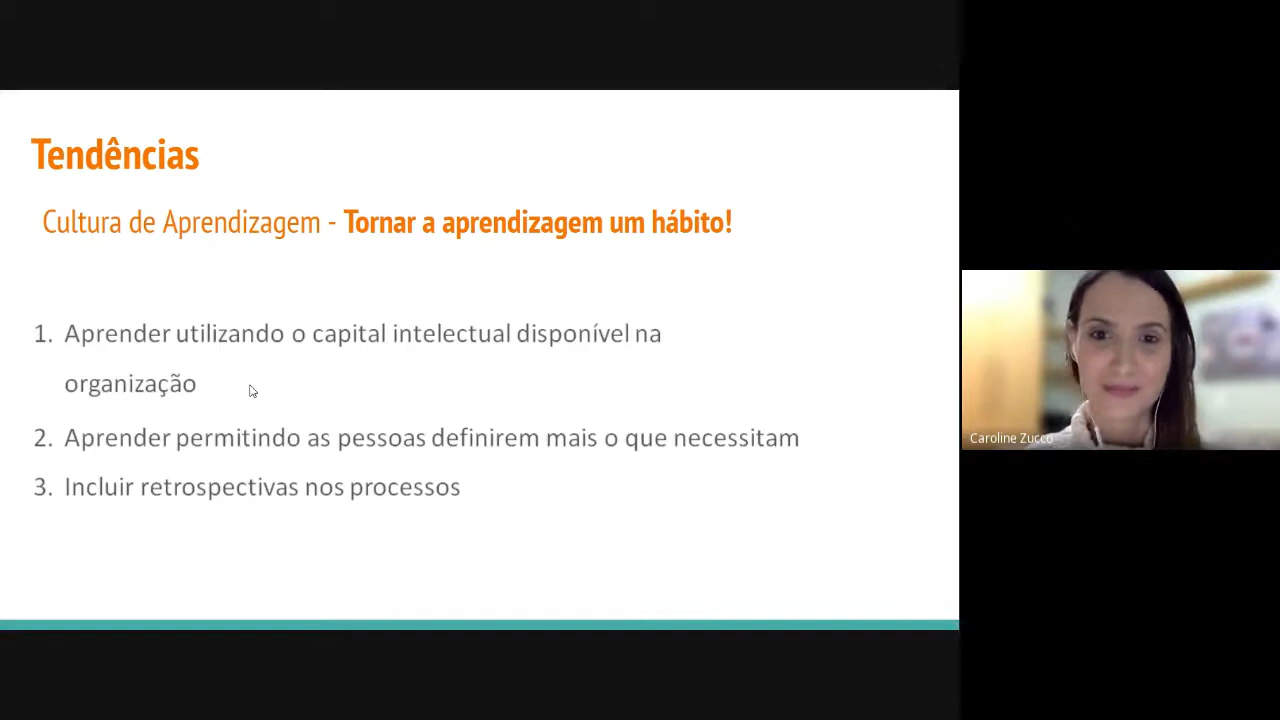 Tendências
Cultura de Aprendizagem - Tornar a aprendizagem um hábito!
1. Aprender utilizando o capital intelectual disponível na
organização
2. Aprender permitindo as pessoas definirem mais o que necessitam
3. Incluir retrospectivas nos processos
Caroline Zucco